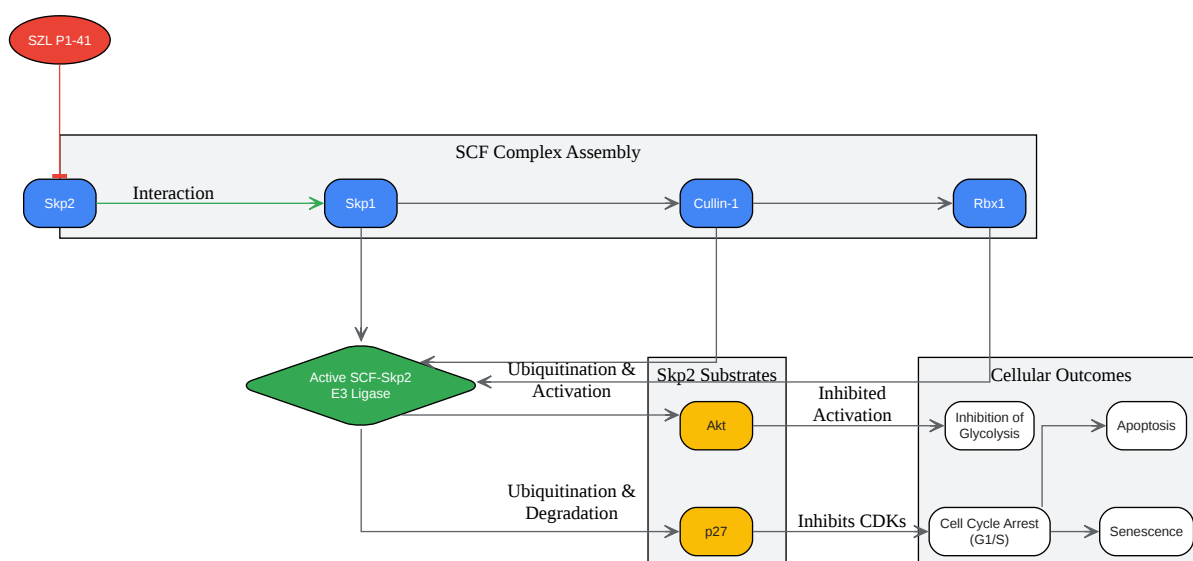 SZL P1-41
SCF Complex Assembly
Skp2
Interaction
Skp1
Cullin-1
Rbx1
Active SCF-Skp2
E3 Ligase
Ubiquitination &
Activation
Skp2 Substrates
Akt
Inhibited
Activation
Cellular Outcomes
Inhibition of
Glycolysis
Apoptosis
Ubiquitination &
Degradation
p27
Inhibits CDKs
Cell Cycle Arrest
(G1/S)
Senescence